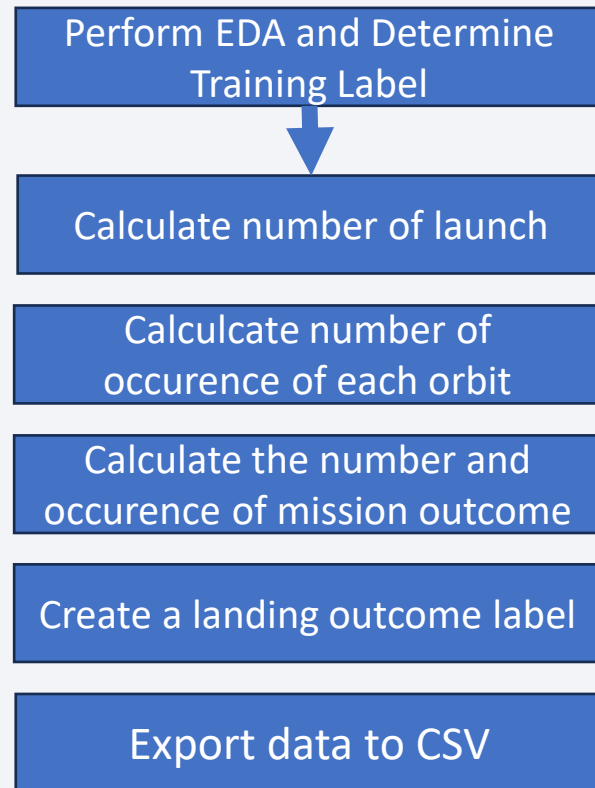 Perform EDA and Determine
Training Label
Calculate number of launch
Calculcate number of
occurence of each orbit
Calculate the number and
occurence of mission outcome
Create a landing outcome label
Export data to CSV